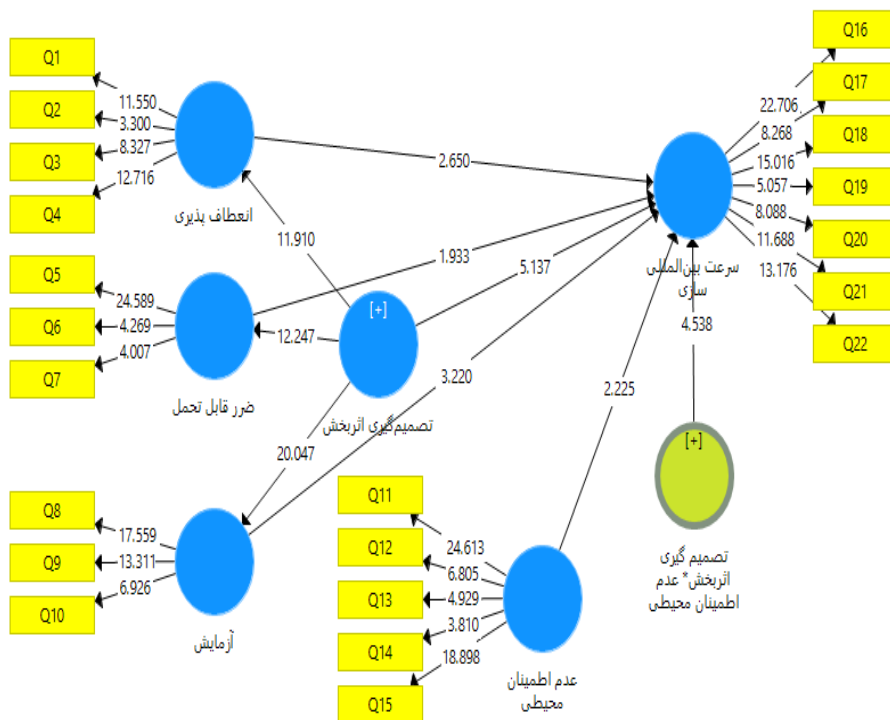 Q1
Q2
Q3
Q4
11.550
3.300
8.327
12.716
انعطاف پذیری
Q5
Q6
Q7
24.589
4.269
4.007
ضرر قابل تحمل
Q8
Q9
Q10
17.559
13.311
6.926
آزمایش
11.910
12.247
20.047
[+]
تصمیم‌گیری اثربخش
2.650
1.933
5.137
3.220
2.225
4.538
Q11
Q12
Q13
Q14
Q15
24.613
6.805
4.929
3.810
18.898
عدم اطمینان
محیطی
[+]
تصمیم گیری
اثربخش* عدم
اطمینان محیطی
سرعت بین‌المللی
سازی
22.706
8.268
15.016
5.057
8.088
11.688
13.176
Q16
Q17
Q18
Q19
Q20
Q21
Q22